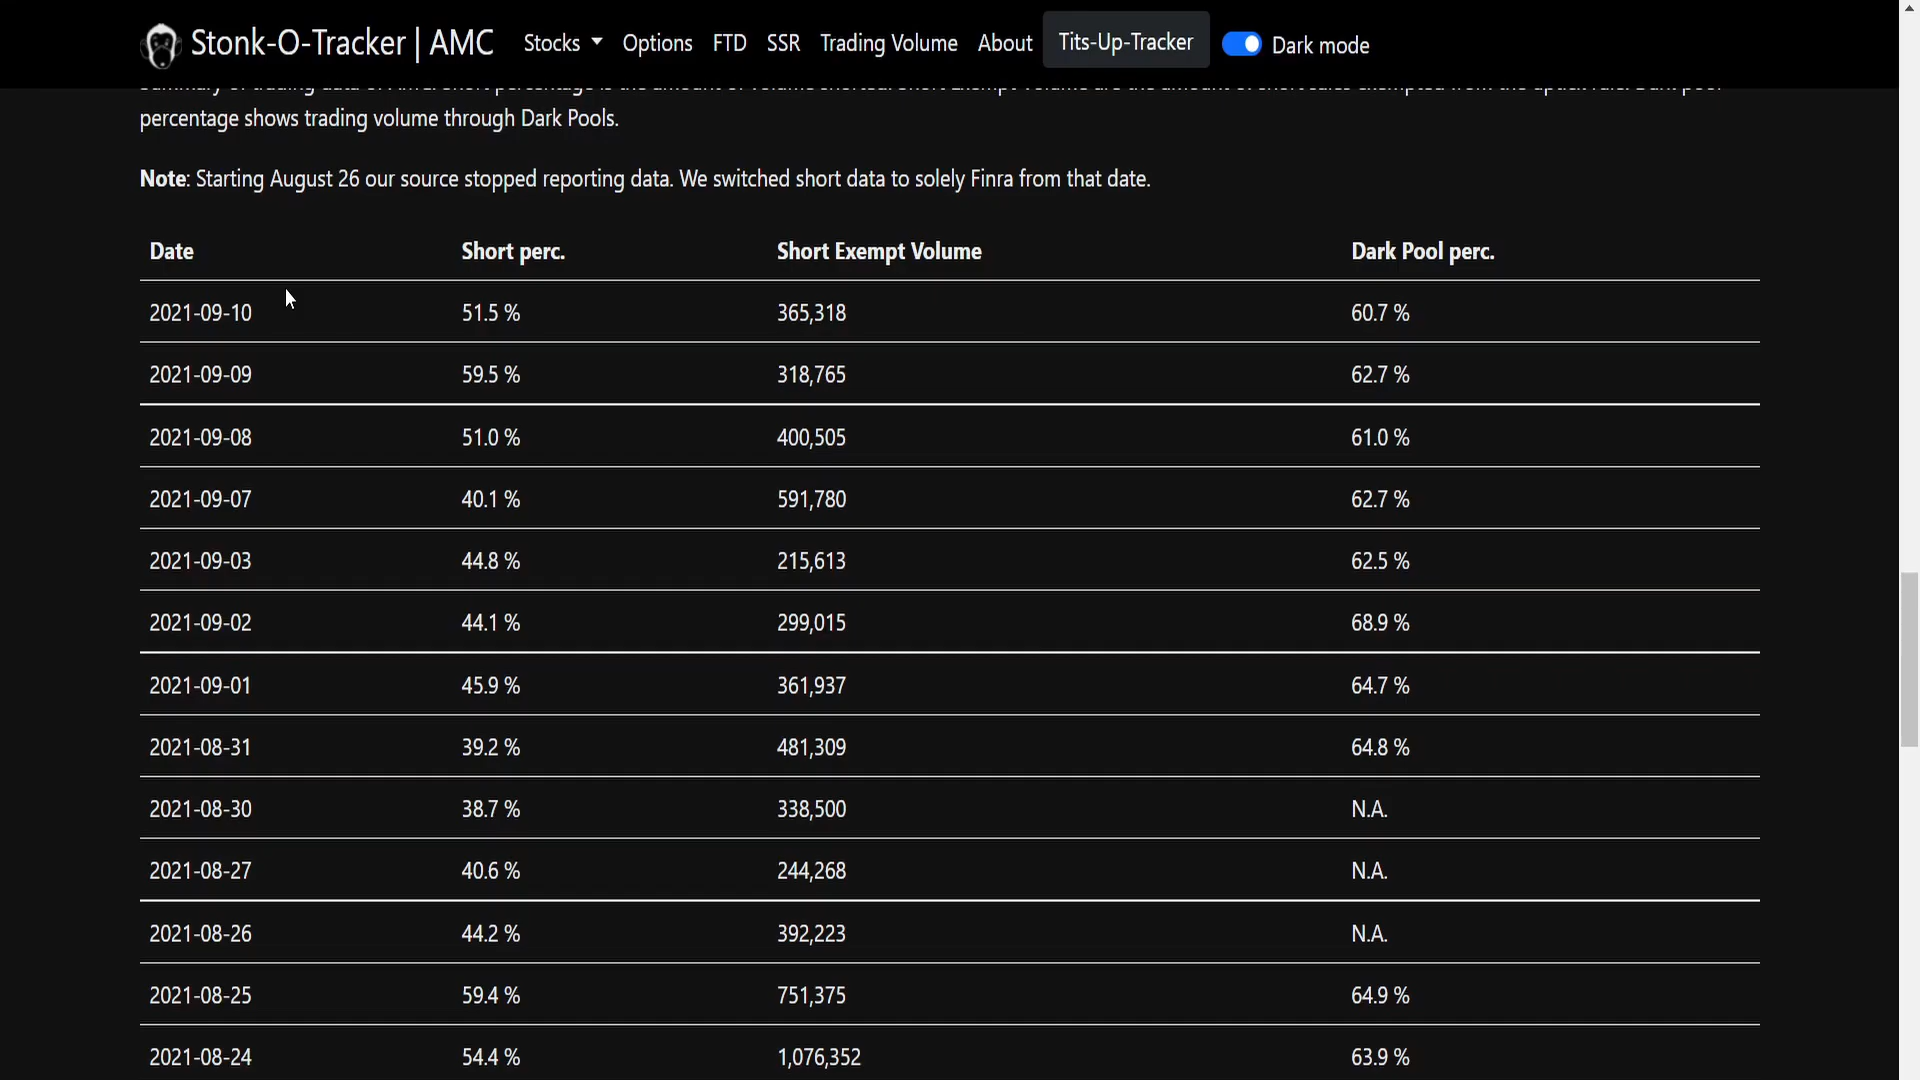 Stonk-O-Tracker | AMC Stocks Options FTD SSR Trading Volume About Tits-Up-Tracker Dark mode
percentage shows trading volume through Dark Pools.
Note: Starting August 26 our source stopped reporting data. We switched short data to solely Finra from that date.
Date Short perc. Short Exempt Volume Dark Pool perc.
2021-09-10 51.5 % 365,318 60.7 %
2021-09-09 59.5 % 318,765 62.7 %
2021-09-08 51.0 % 400,505 61.0 %
2021-09-07 40.1 % 591,780 62.7 %
2021-09-03 44.8 % 215,613 62.5 %
2021-09-02 44.1 % 299,015 68.9 %
2021-09-01 45.9 % 361,937 64.7 %
2021-08-31 39.2 % 481,309 64.8 %
2021-08-30 38.7 % 338,500 N.A.
2021-08-27 40.6 % 244,268 N.A.
2021-08-26 44.2 % 392,223 N.A.
2021-08-25 59.4 % 751,375 64.9 %
2021-08-24 54.4 % 1,076,352 63.9 %